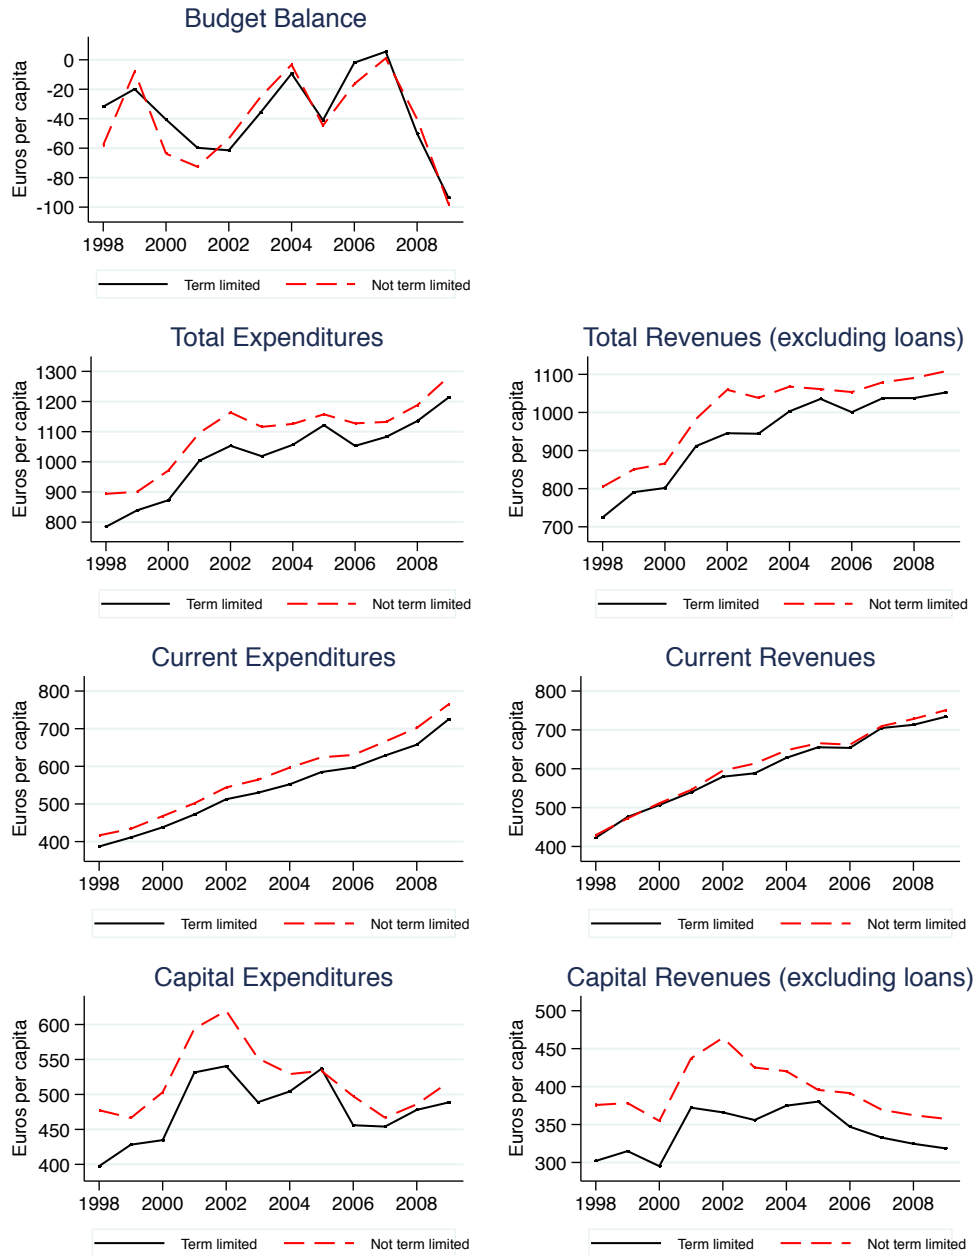 Budget Balance
Euros per capita
0
-20
-40
-60
-80
-100
1998 2000 2002 2004 2006 2008
Term limited Not term limited
Total Expenditures
Euros per capita
1300
1200
1100
1000
900
800
1998 2000 2002 2004 2006 2008
Term limited Not term limited
Total Revenues (excluding loans)
Euros per capita
1100
1000
900
800
700
1998 2000 2002 2004 2006 2008
Term limited Not term limited
Current Expenditures
Euros per capita
800
700
600
500
400
1998 2000 2002 2004 2006 2008
Term limited Not term limited
Current Revenues
Euros per capita
800
700
600
500
400
1998 2000 2002 2004 2006 2008
Term limited Not term limited
Capital Expenditures
Euros per capita
600
550
500
450
400
1998 2000 2002 2004 2006 2008
Term limited Not term limited
Capital Revenues (excluding loans)
Euros per capita
500
450
400
350
300
1998 2000 2002 2004 2006 2008
Term limited Not term limited